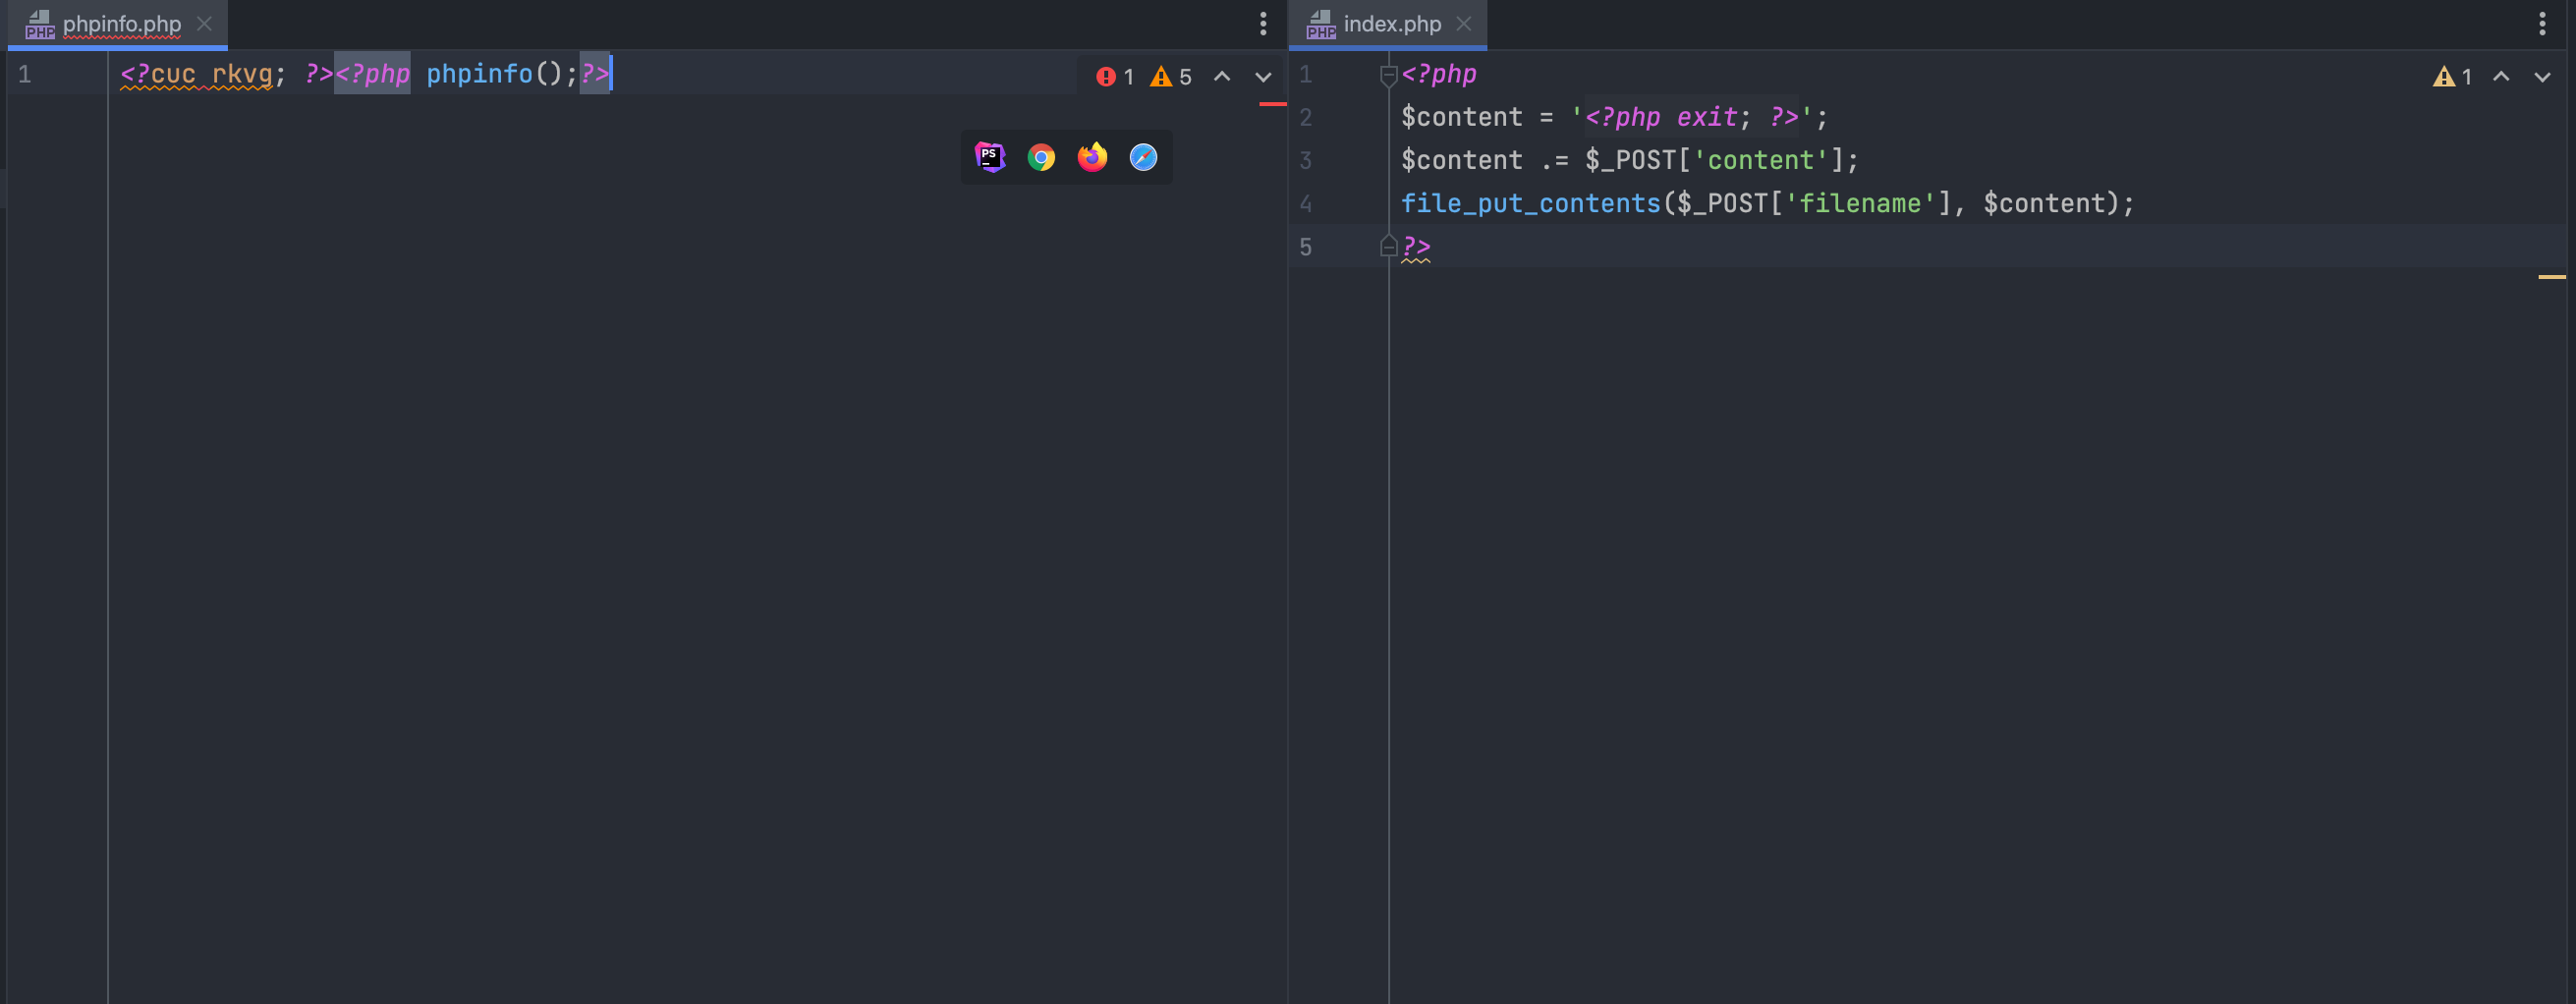 phpinfo.php
1 <?cuc rkvg; ?><?php phpinfo();?>
1 5
index.php
1 <?php
2 $content = '<?php exit; ?>';
3 $content .= $_POST['content'];
4 file_put_contents($_POST['filename'], $content);
5 ?>
1
PHP
PHP
PS